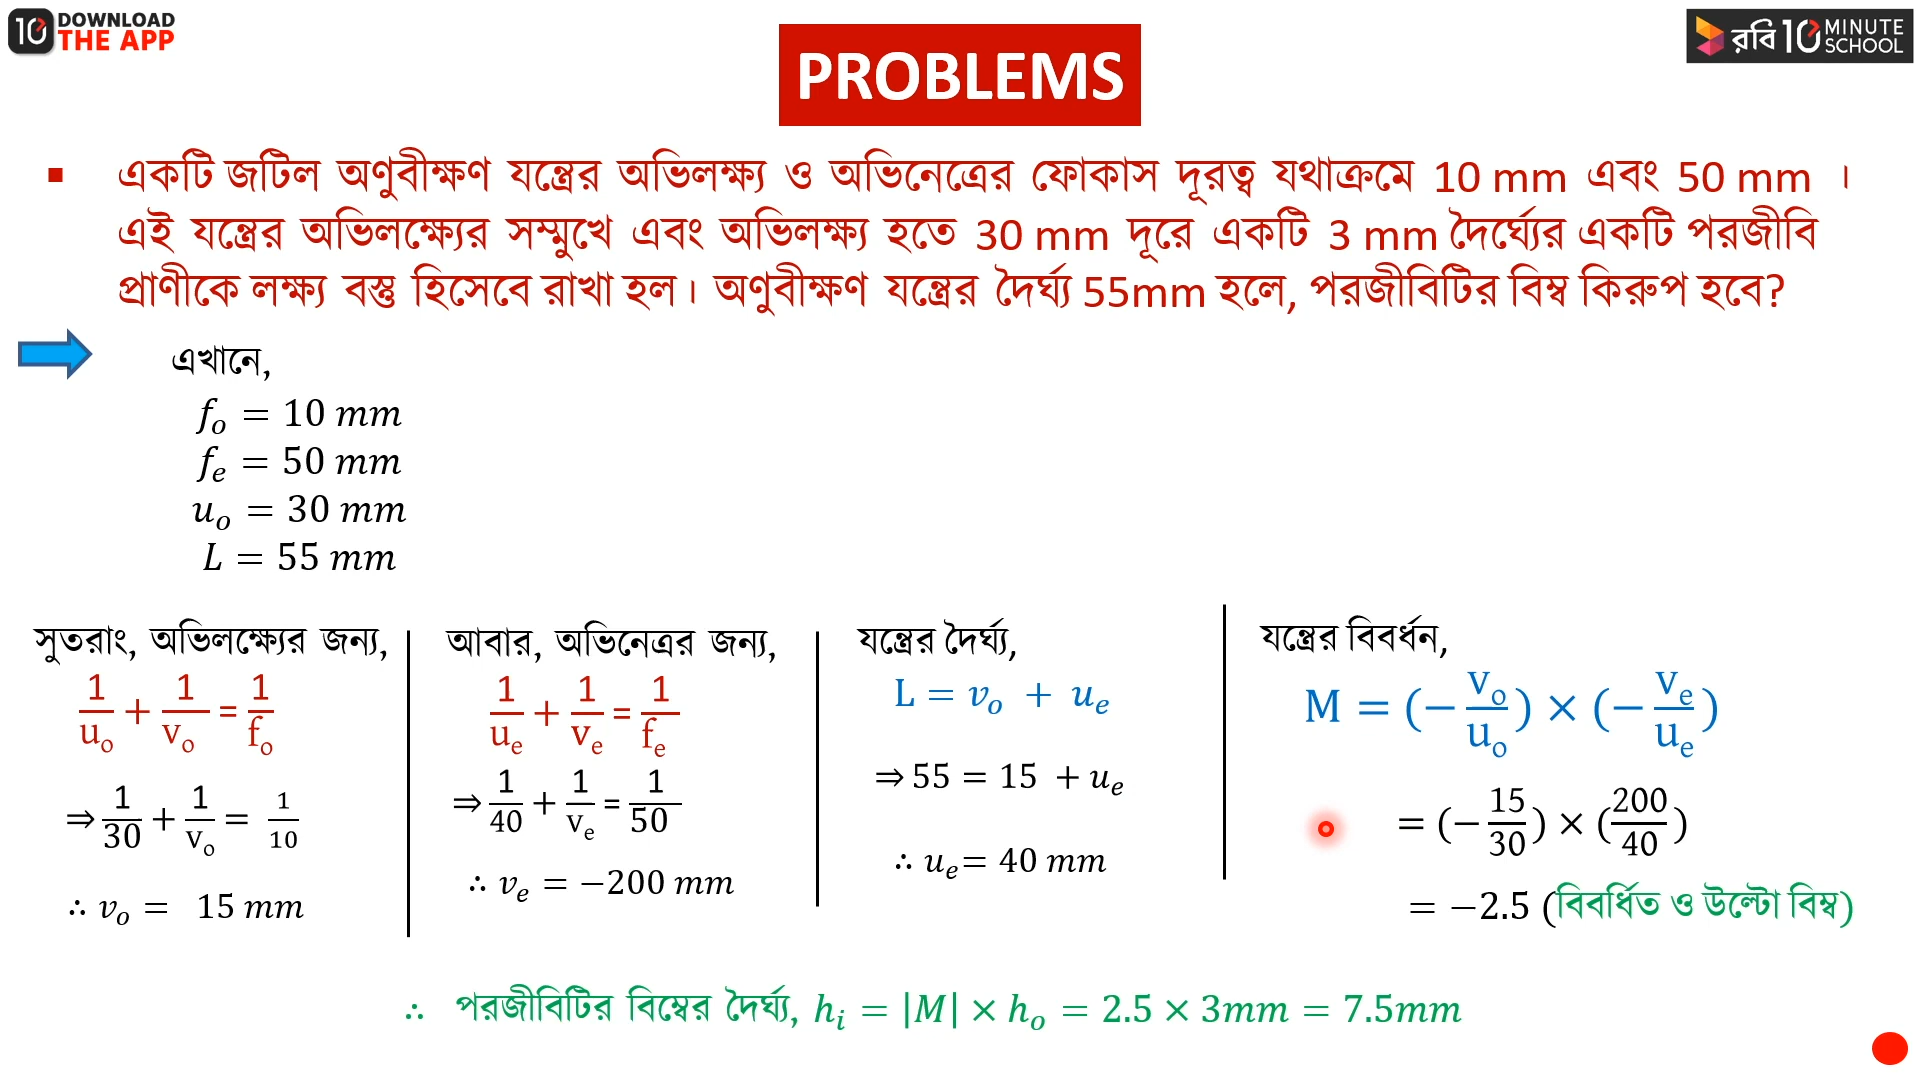 DOWNLOAD
THE APP
রবি 10 MINUTE SCHOOL
PROBLEMS
▪ একটি জটিল অণুবীক্ষণ যন্ত্রের অভিলক্ষ্য ও অভিনেত্রের ফোকাস দূরত্ব যথাক্রমে 10 mm এবং 50 mm ।
এই যন্ত্রের অভিলক্ষ্যের সম্মুখে এবং অভিলক্ষ্য হতে 30 mm দূরে একটি 3 mm দৈর্ঘ্যের একটি পরজীবি
প্রাণীকে লক্ষ্য বস্তু হিসেবে রাখা হল। অণুবীক্ষণ যন্ত্রের দৈর্ঘ্য 55mm হলে, পরজীবিটির বিম্ব কিরুপ হবে?
এখানে,
f_o = 10 mm
f_e = 50 mm
u_o = 30 mm
L = 55 mm
সুতরাং, অভিলক্ষ্যের জন্য,
1/u_o + 1/v_o = 1/f_o
⇒ 1/30 + 1/v_o = 1/10
∴ v_o = 15 mm
আবার, অভিনেত্রর জন্য,
1/u_e + 1/v_e = 1/f_e
⇒ 1/40 + 1/v_e = 1/50
∴ v_e = −200 mm
যন্ত্রের দৈর্ঘ্য,
L = v_o + u_e
⇒ 55 = 15 + u_e
∴ u_e = 40 mm
যন্ত্রের বিবর্ধন,
M = (− v_o/u_o) × (− v_e/u_e)
= (− 15/30) × (200/40)
= −2.5 (বিবর্ধিত ও উল্টো বিম্ব)
∴ পরজীবিটির বিম্বের দৈর্ঘ্য, h_i = |M| × h_o = 2.5 × 3mm = 7.5mm